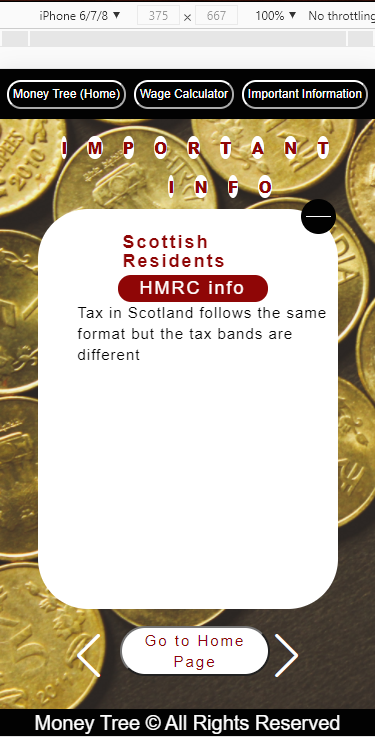 iPhone 6/7/8 ▼ 375 × 667 100% ▼ No throttling
Money Tree (Home) Wage Calculator Important Information
IMPORTANT
INFO
Scottish
Residents
HMRC info
Tax in Scotland follows the same
format but the tax bands are
different
Go to Home
Page
Money Tree © All Rights Reserved